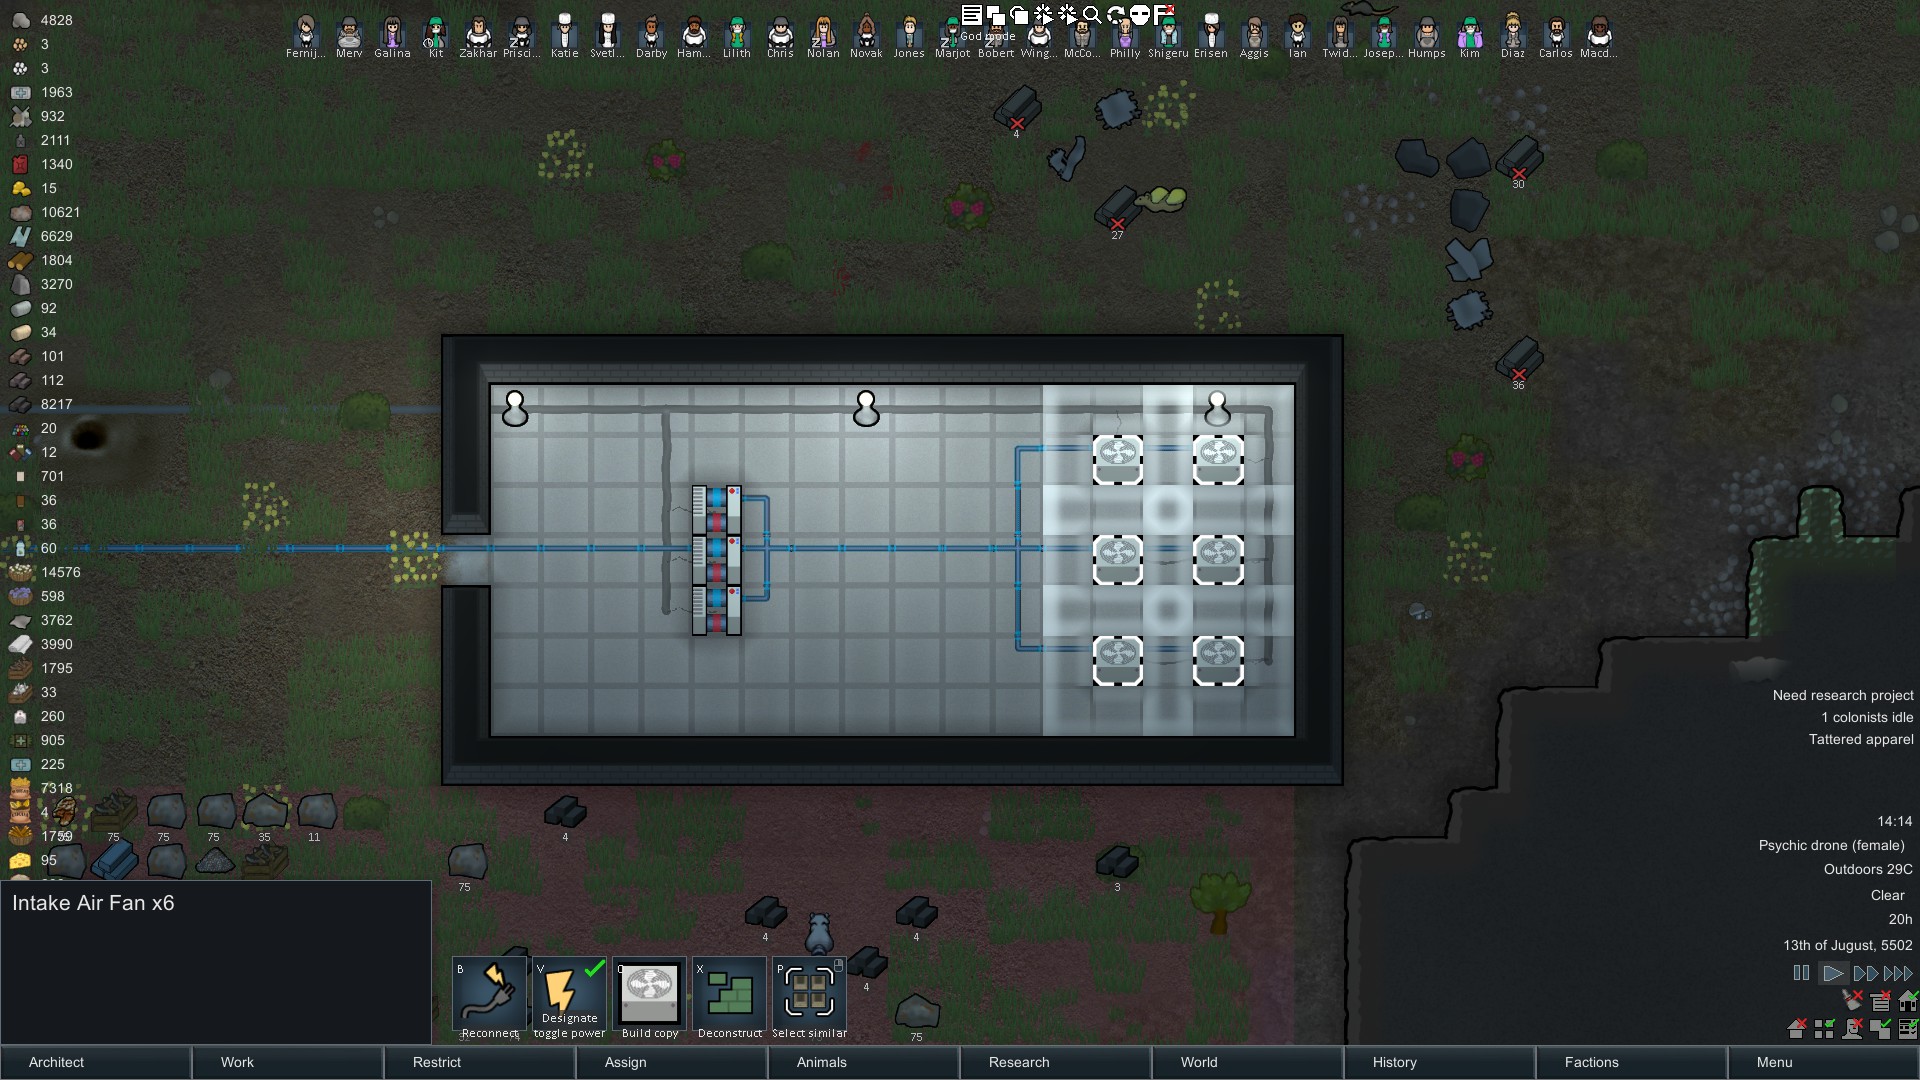 4828
3
3
1963
932
2111
1340
15
10621
6629
1804
3270
92
34
101
112
8217
20
12
701
36
36
60
14576
598
3762
3990
1795
33
260
905
225
7318
4
95
God mode
Fernij... Merv Galina Kit Zakhar Prisci... Katie Svetl... Darby Ham... Lilith Chris Nolan Novak Jones Marjot Bobert Wing... McCo... Philly Shigeru Erisen Aggis Ian Twid... Josep... Humps Kim Diaz Carlos Macd...
4
30
27
36
75 75 75 35 11
4
75
3
4
4
4
75
Need research project
1 colonists idle
Tattered apparel
14:14
Psychic drone (female)
Outdoors 29C
Clear
20h
13th of Jugust, 5502
Intake Air Fan x6
B
Reconnect
V
Designate
toggle power
Build copy
X
Deconstruct
P
Select similar
Architect Work Restrict Assign Animals Research World History Factions Menu